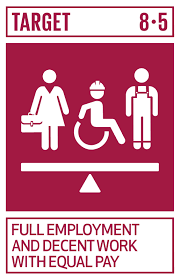 TARGET 8·5
FULL EMPLOYMENT
AND DECENT WORK
WITH EQUAL PAY